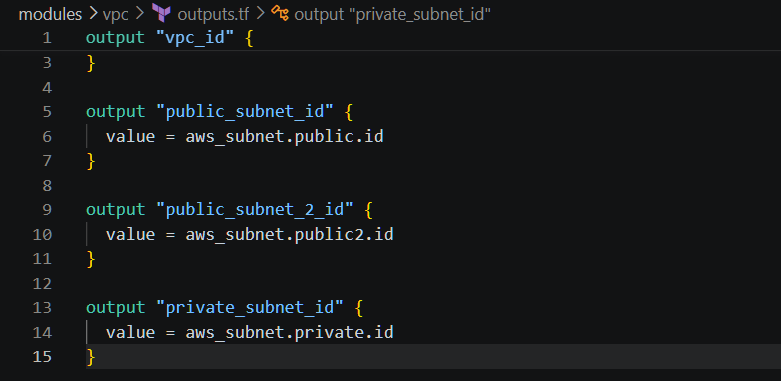 modules > vpc > outputs.tf > output "private_subnet_id"
1 output "vpc_id" {
3 }
4
5 output "public_subnet_id" {
6 value = aws_subnet.public.id
7 }
8
9 output "public_subnet_2_id" {
10 value = aws_subnet.public2.id
11 }
12
13 output "private_subnet_id" {
14 value = aws_subnet.private.id
15 }